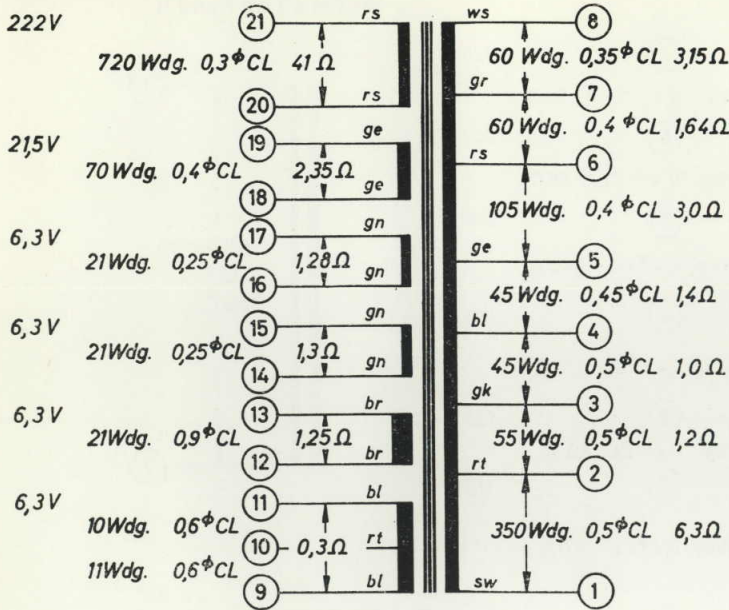 222V
21
rs
ws
8
720 Wdg. 0,3 ϕ CL 41 Ω
60 Wdg. 0,35 ϕ CL 3,15 Ω
20
rs
gr
7
215V
19
ge
60 Wdg. 0,4 ϕ CL 1,64 Ω
70 Wdg. 0,4 ϕ CL 2,35 Ω
rs
6
18
ge
105 Wdg. 0,4 ϕ CL 3,0 Ω
6,3V
17
gn
21 Wdg. 0,25 ϕ CL 1,28 Ω
ge
5
16
gn
45 Wdg. 0,45 ϕ CL 1,4 Ω
6,3V
15
gn
bl
4
21 Wdg. 0,25 ϕ CL 1,3 Ω
45 Wdg. 0,5 ϕ CL 1,0 Ω
14
gn
gk
3
6,3V
13
br
21 Wdg. 0,9 ϕ CL 1,25 Ω
55 Wdg. 0,5 ϕ CL 1,2 Ω
12
br
rt
2
6,3V
11
bl
10 Wdg. 0,6 ϕ CL
350 Wdg. 0,5 ϕ CL 6,3 Ω
10
0,3 Ω
rt
11 Wdg. 0,6 ϕ CL
9
bl
sw
1